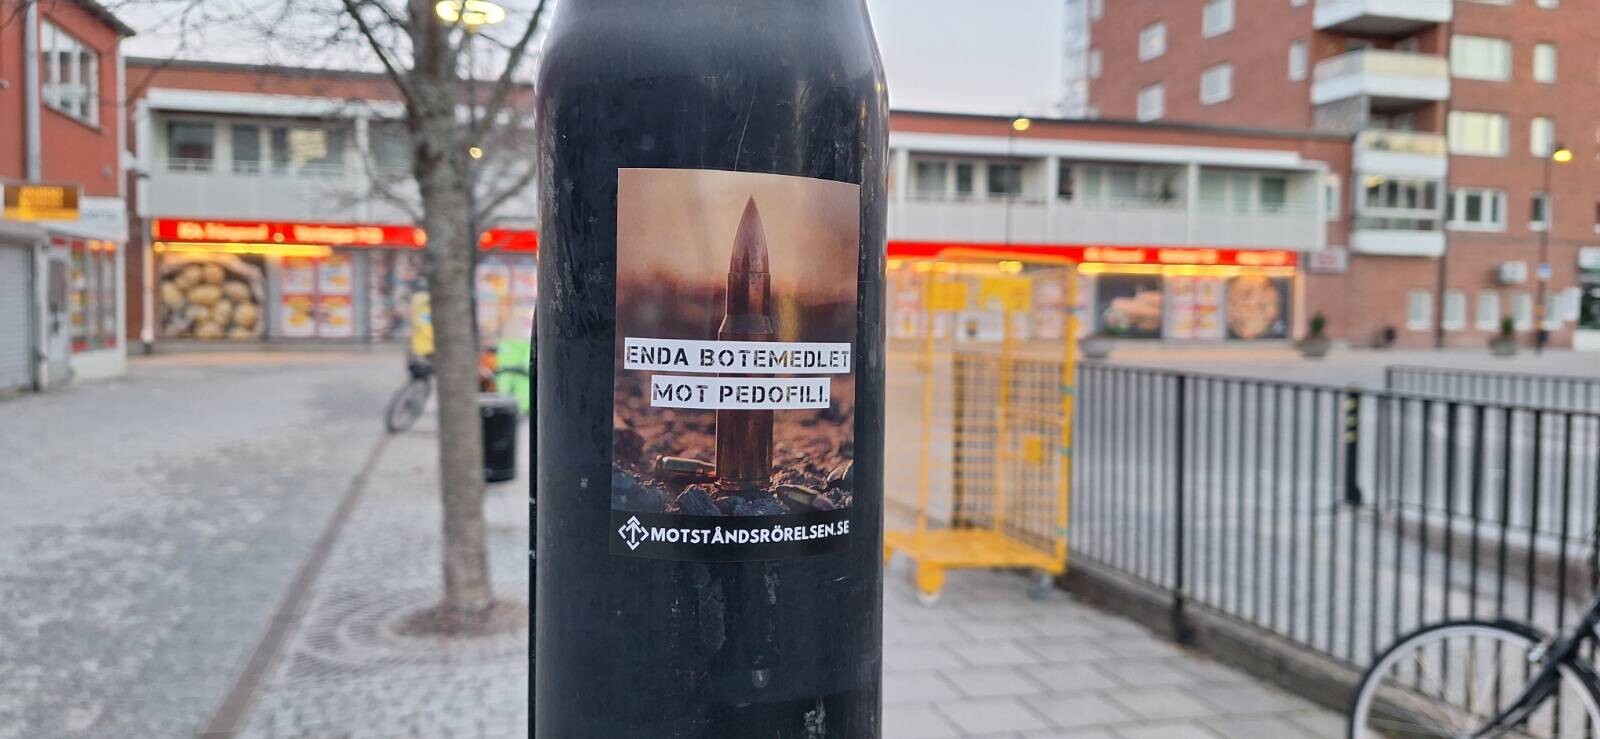 ENDA BOTEMEDLET
MOT PEDOFILI.
MOTSTÅNDSRÖRELSEN.SE